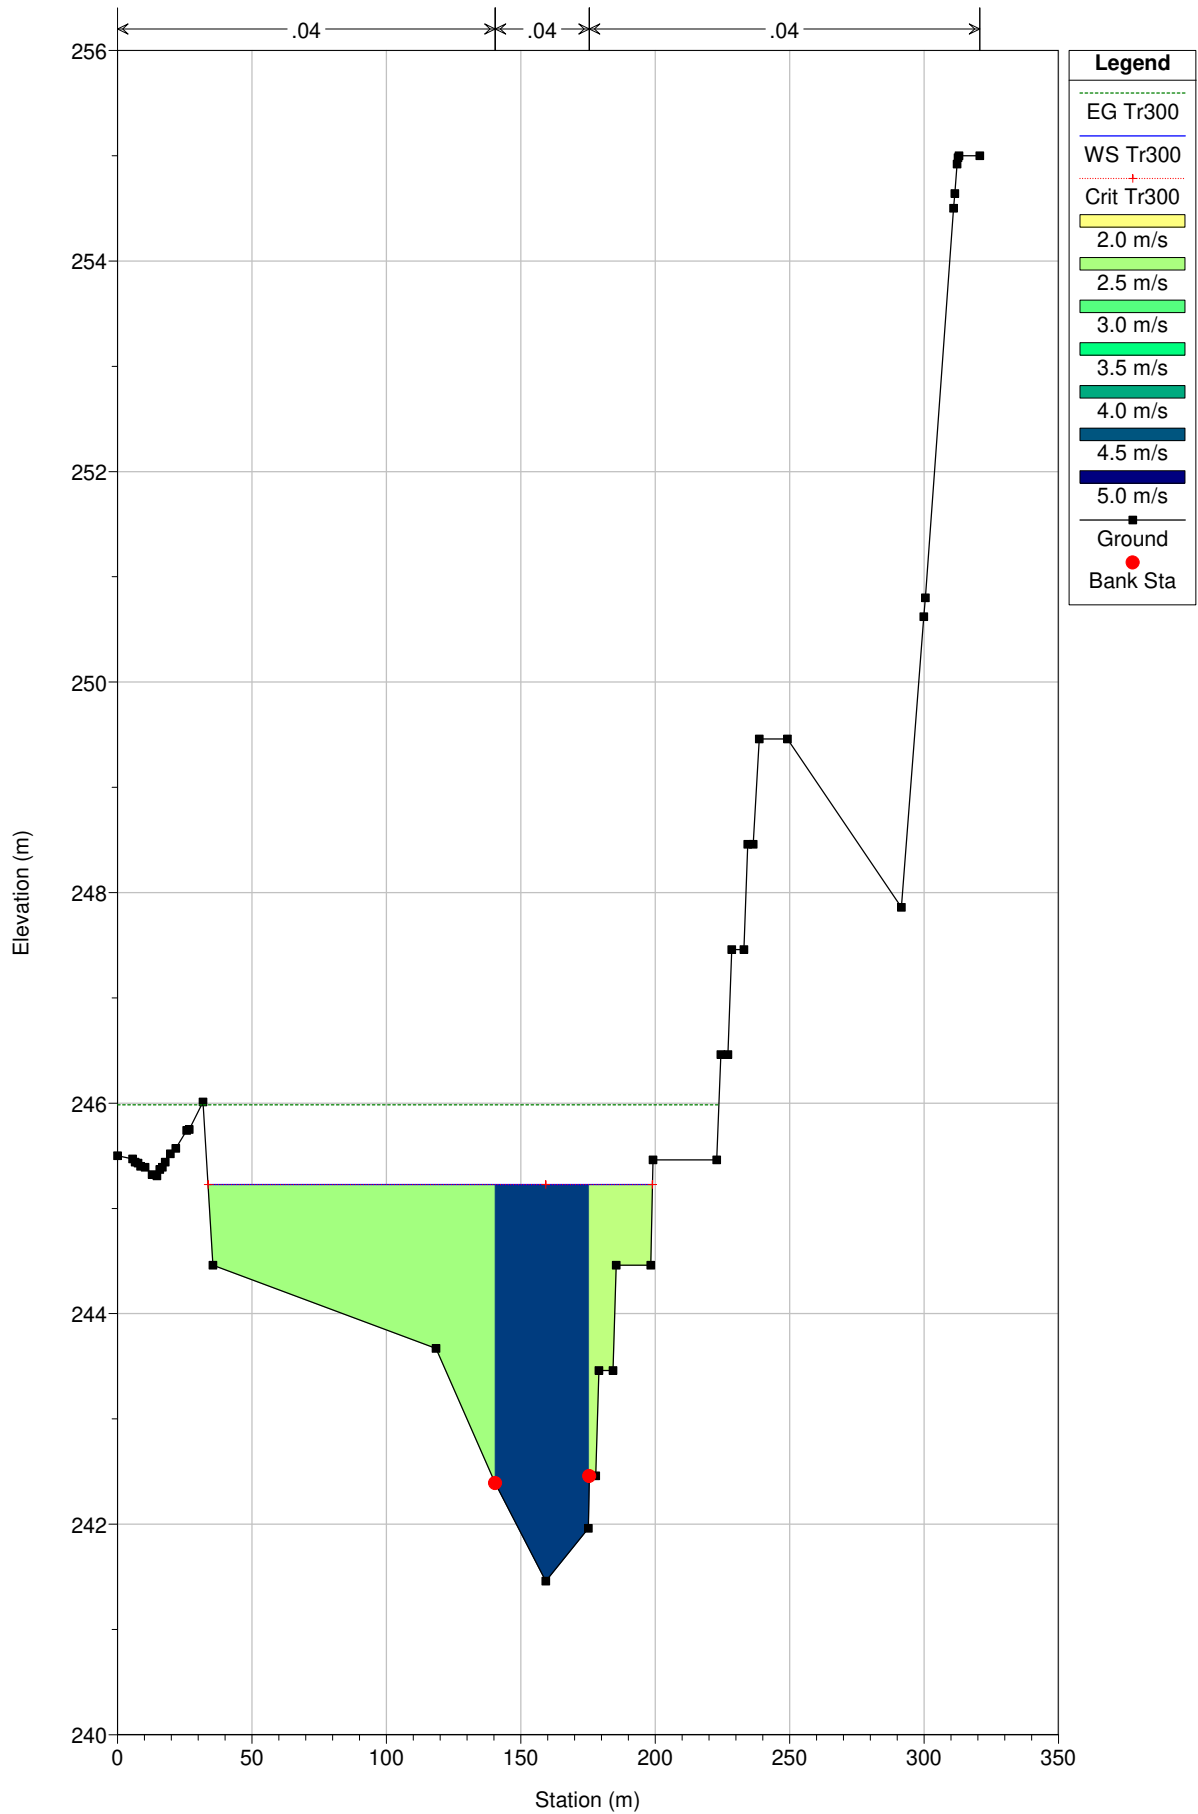 .04 .04 .04
256
254
252
250
248
246
244
242
240
Elevation (m)
0 50 100 150 200 250 300 350
Station (m)
Legend
EG Tr300
WS Tr300
Crit Tr300
2.0 m/s
2.5 m/s
3.0 m/s
3.5 m/s
4.0 m/s
4.5 m/s
5.0 m/s
Ground
Bank Sta